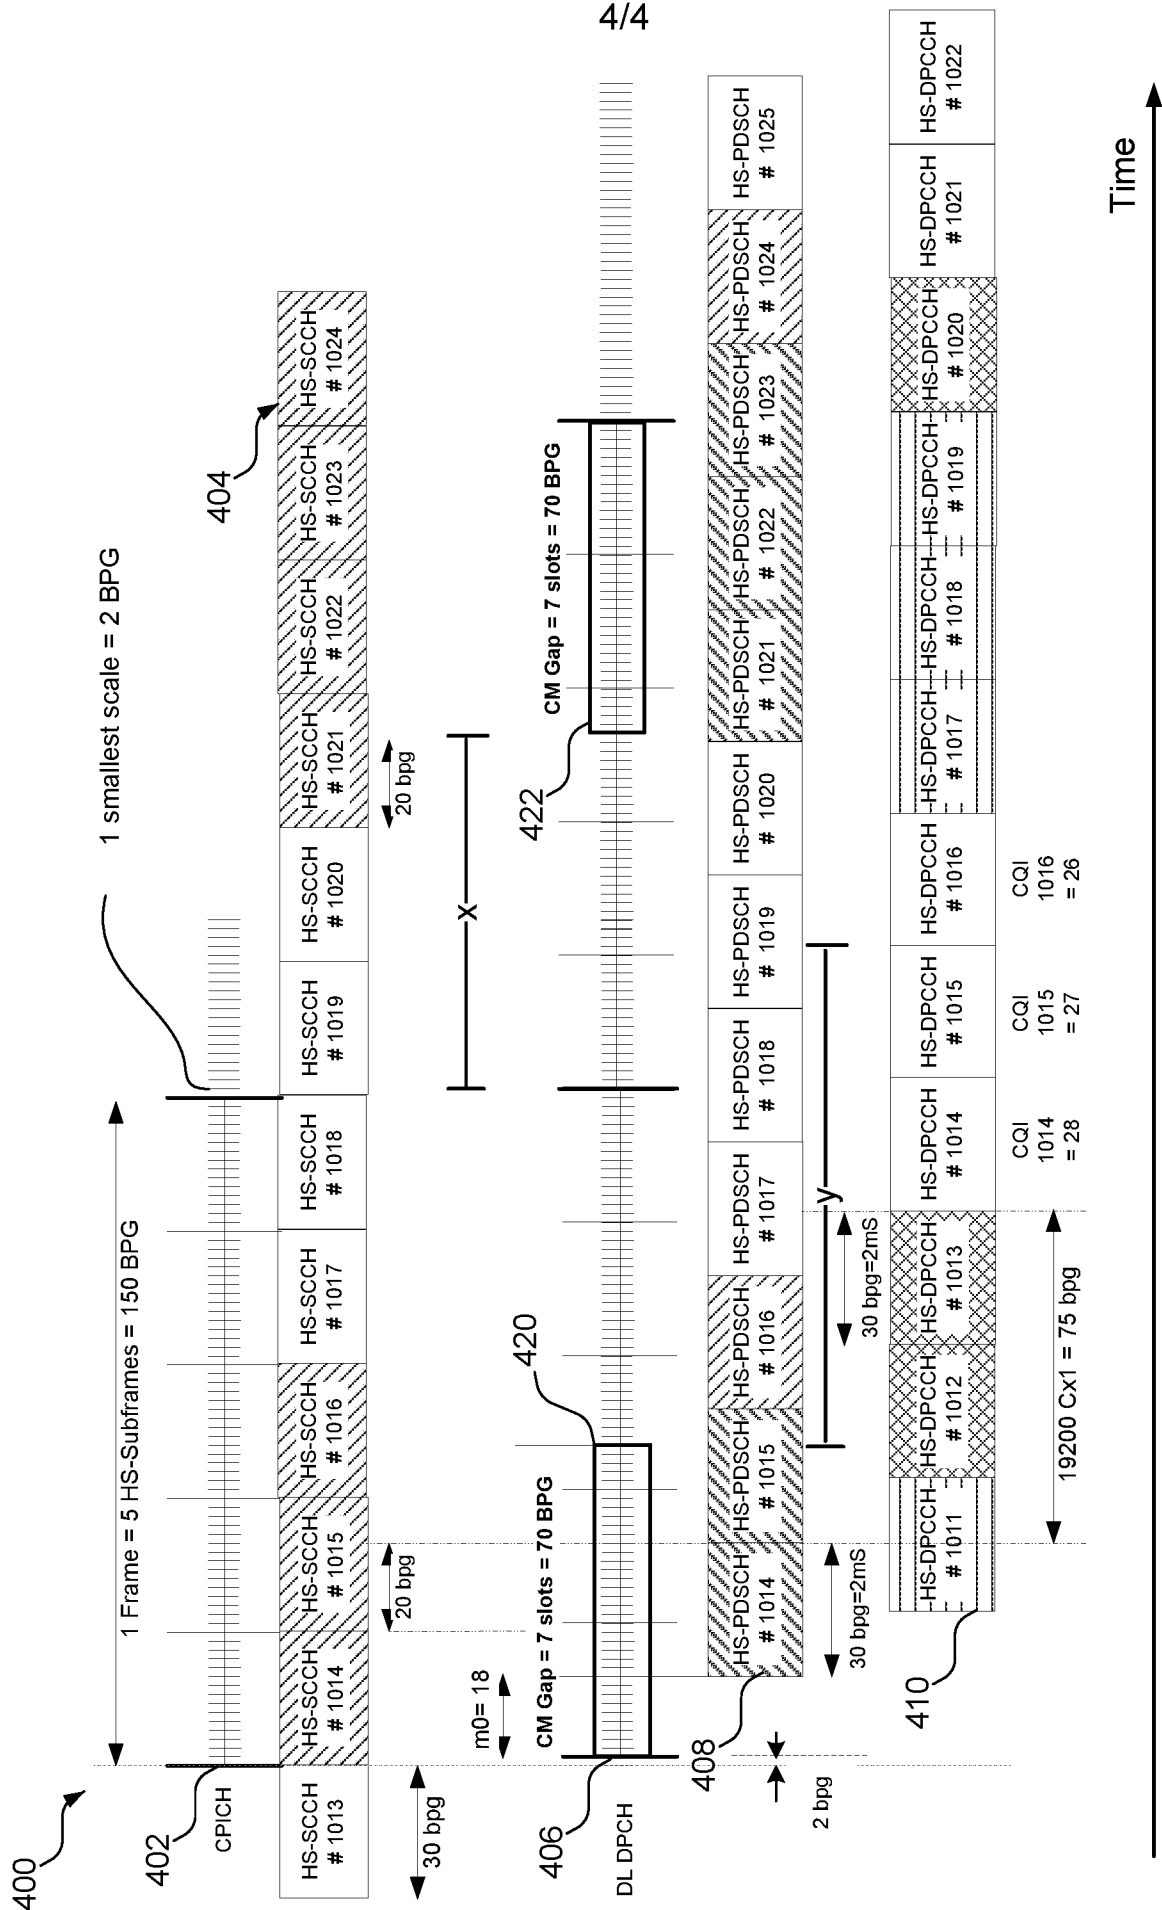 4/4
400
1 Frame = 5 HS-Subframes = 150 BPG
1 smallest scale = 2 BPG
402
CPICH
404
HS-SCCH
# 1013
HS-SCCH
# 1014
HS-SCCH
# 1015
HS-SCCH
# 1016
HS-SCCH
# 1017
HS-SCCH
# 1018
HS-SCCH
# 1019
HS-SCCH
# 1020
HS-SCCH
# 1021
HS-SCCH
# 1022
HS-SCCH
# 1023
HS-SCCH
# 1024
30 bpg
20 bpg
20 bpg
x
m0= 18
420
422
CM Gap = 7 slots = 70 BPG
CM Gap = 7 slots = 70 BPG
406
DL DPCH
408
HS-PDSCH
# 1014
HS-PDSCH
# 1015
HS-PDSCH
# 1016
HS-PDSCH
# 1017
HS-PDSCH
# 1018
HS-PDSCH
# 1019
HS-PDSCH
# 1020
HS-PDSCH
# 1021
HS-PDSCH
# 1022
HS-PDSCH
# 1023
HS-PDSCH
# 1024
HS-PDSCH
# 1025
2 bpg
30 bpg=2mS
30 bpg=2mS
y
410
HS-DPCCH
# 1011
HS-DPCCH
# 1012
HS-DPCCH
# 1013
HS-DPCCH
# 1014
HS-DPCCH
# 1015
HS-DPCCH
# 1016
HS-DPCCH
# 1017
HS-DPCCH
# 1018
HS-DPCCH
# 1019
HS-DPCCH
# 1020
HS-DPCCH
# 1021
HS-DPCCH
# 1022
19200 Cx1 = 75 bpg
CQI
1014
= 28
CQI
1015
= 27
CQI
1016
= 26
Time